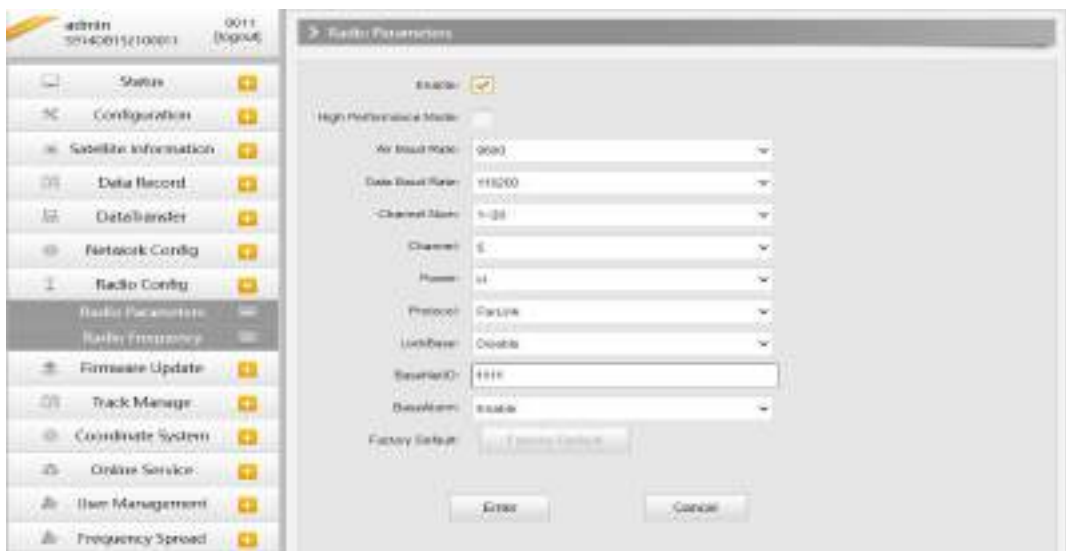 admin
0011
[logout]
Status
Configuration
Satellite Information
Data Record
DataTransfer
Network Config
Radio Config
Radio Parameters
Radio Frequency
Firmware Update
Track Manage
Coordinate System
Online Service
User Management
Frequency Spread
> Radio Parameters
Enable:
High Performance Mode:
Air Baud Rate: 9600
Data Baud Rate: 115200
Channel Num:
Channel:
Power: H
Protocol: FarLink
Disable
1111
BaseAlarm: Enable
Factory Default: Factory Default
Enter
Cancel